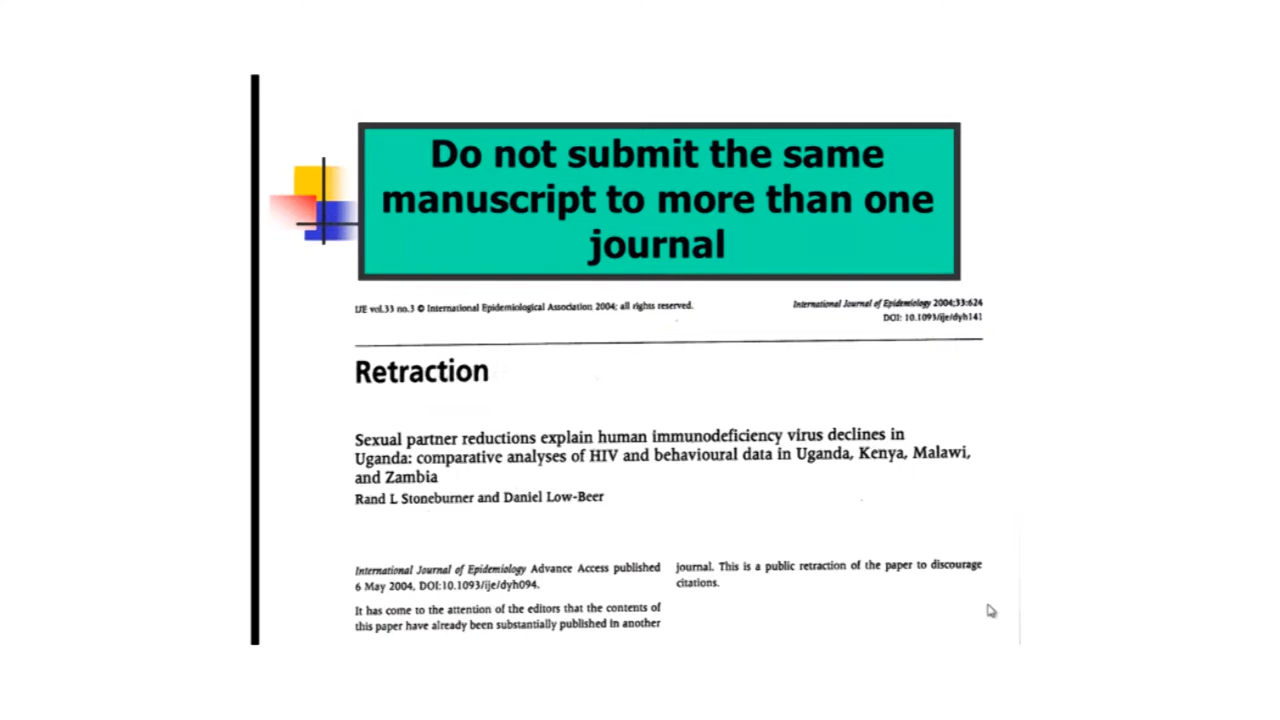 Do not submit the same
manuscript to more than one
journal
IJE vol.33 no.3 © International Epidemiological Association 2004; all rights reserved.
International Journal of Epidemiology 2004;33:624
DOI: 10.1093/ije/dyh141
Retraction
Sexual partner reductions explain human immunodeficiency virus declines in
Uganda: comparative analyses of HIV and behavioural data in Uganda, Kenya, Malawi,
and Zambia
Rand L Stoneburner and Daniel Low-Beer
International Journal of Epidemiology Advance Access published
6 May 2004, DOI:10.1093/ije/dyh094.
It has come to the attention of the editors that the contents of
this paper have already been substantially published in another
journal. This is a public retraction of the paper to discourage
citations.